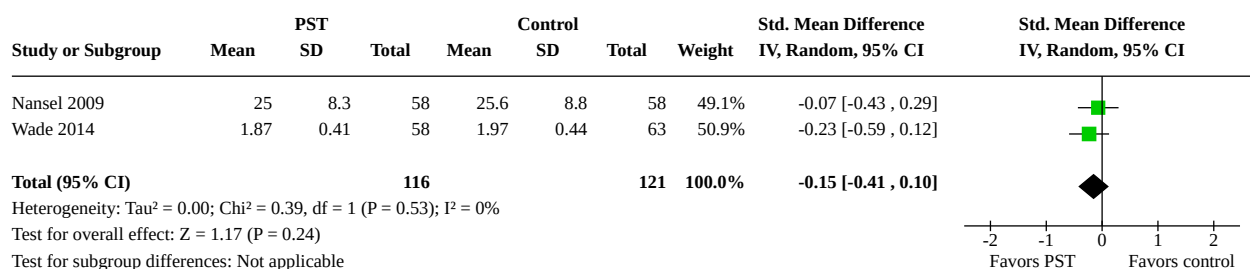 PST Control Std. Mean Difference Std. Mean Difference
Study or Subgroup Mean SD Total Mean SD Total Weight IV, Random, 95% CI IV, Random, 95% CI
Nansel 2009 25 8.3 58 25.6 8.8 58 49.1% -0.07 [-0.43 , 0.29]
Wade 2014 1.87 0.41 58 1.97 0.44 63 50.9% -0.23 [-0.59 , 0.12]
Total (95% CI) 116 121 100.0% -0.15 [-0.41 , 0.10]
Heterogeneity: Tau² = 0.00; Chi² = 0.39, df = 1 (P = 0.53); I² = 0%
Test for overall effect: Z = 1.17 (P = 0.24)
-2 -1 0 1 2
Test for subgroup differences: Not applicable Favors PST Favors control